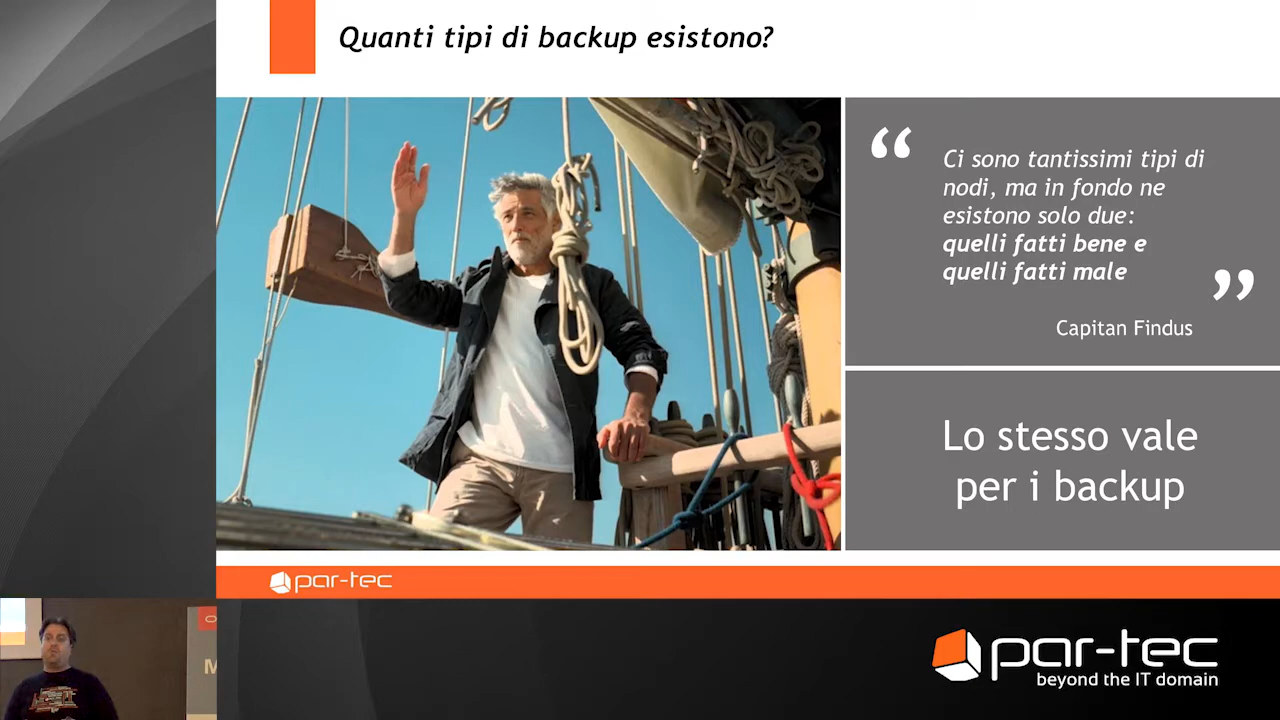 Quanti tipi di backup esistono?
“
Ci sono tantissimi tipi di
nodi, ma in fondo ne
esistono solo due:
quelli fatti bene e
quelli fatti male
”
Capitan Findus
Lo stesso vale
per i backup
par-tec
par-tec
beyond the IT domain
M